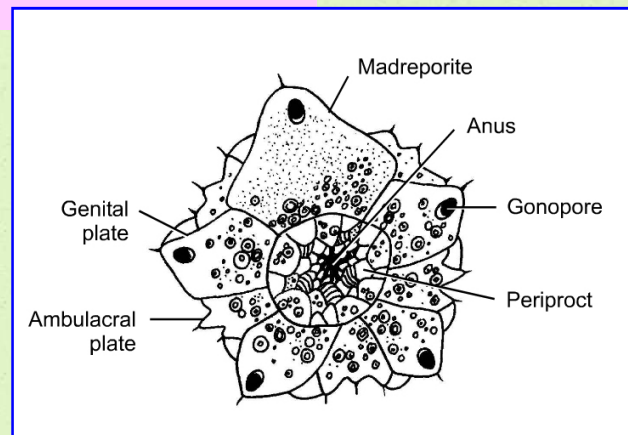 Madreporite
Anus
Genital
plate
Gonopore
Periproct
Ambulacral
plate